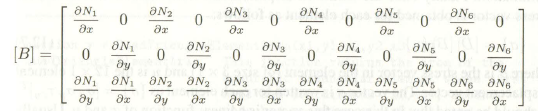 [B] = [ ∂N₁/∂x 0 ∂N₂/∂x 0 ∂N₃/∂x 0 ∂N₄/∂x 0 ∂N₅/∂x 0 ∂N₆/∂x 0
0 ∂N₁/∂y 0 ∂N₂/∂y 0 ∂N₃/∂y 0 ∂N₄/∂y 0 ∂N₅/∂y 0 ∂N₆/∂y
∂N₁/∂y ∂N₁/∂x ∂N₂/∂y ∂N₂/∂x ∂N₃/∂y ∂N₃/∂x ∂N₄/∂y ∂N₄/∂x ∂N₅/∂y ∂N₅/∂x ∂N₆/∂y ∂N₆/∂x ]